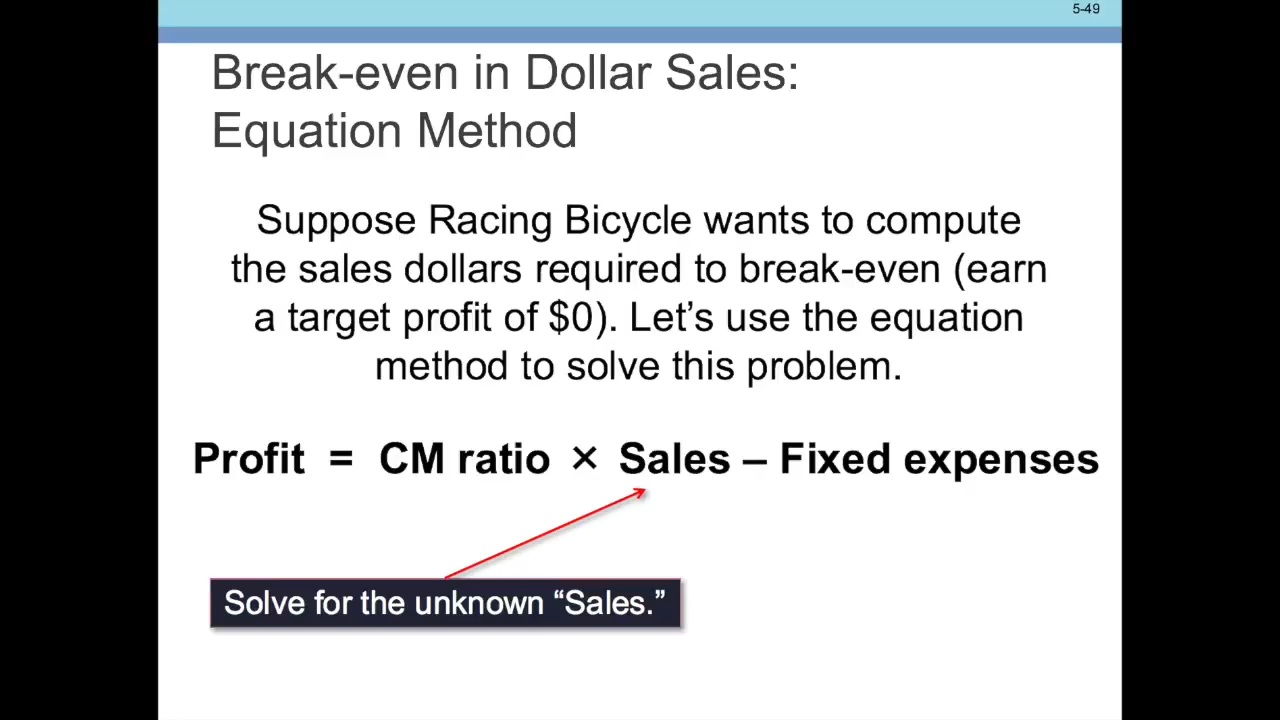 5-49
Break-even in Dollar Sales:
Equation Method
Suppose Racing Bicycle wants to compute
the sales dollars required to break-even (earn
a target profit of $0). Let’s use the equation
method to solve this problem.
Profit = CM ratio × Sales – Fixed expenses
Solve for the unknown “Sales.”